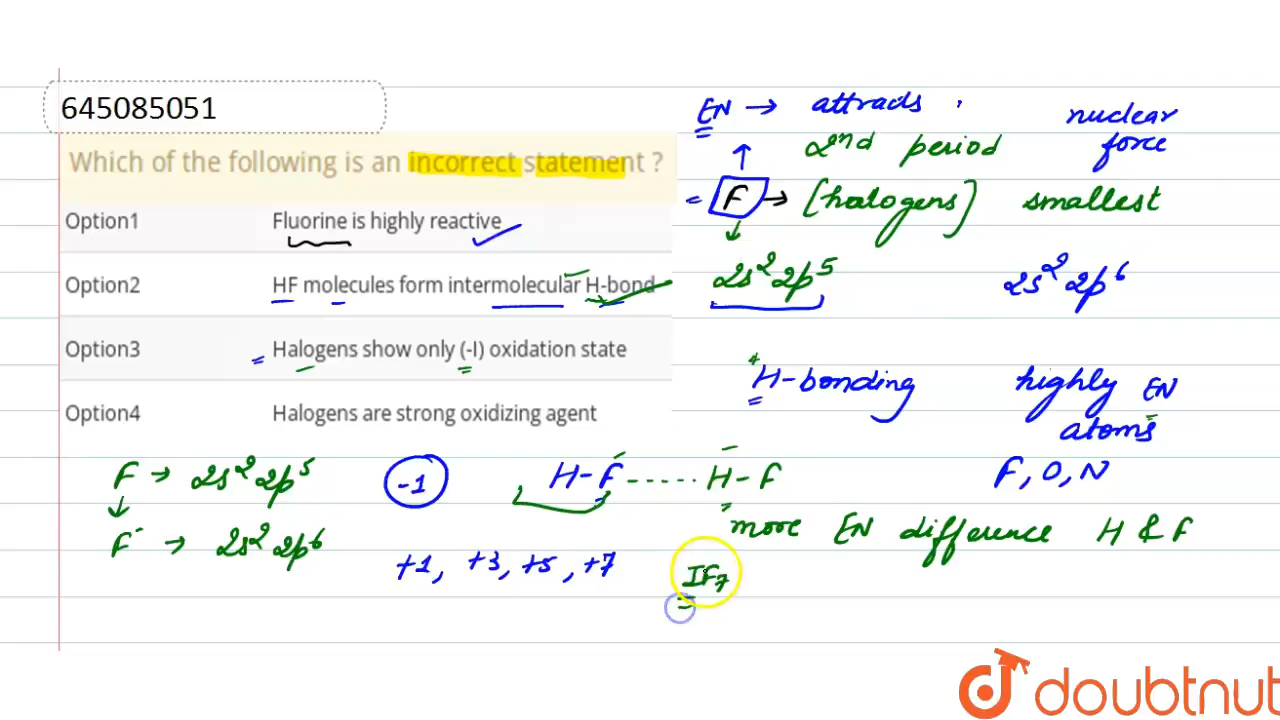 645085051
Which of the following is an incorrect statement ?
Option1 Fluorine is highly reactive
Option2 HF molecules form intermolecular H-bond
Option3 Halogens show only (-I) oxidation state
Option4 Halogens are strong oxidizing agent
EN → attracts
nuclear force
2nd period
F → [halogens] smallest
2s² 2p⁵ 2s² 2p⁶
H-bonding highly EN
atoms
F → 2s² 2p⁵ -1 H-F ----- H-F F, O, N
F⁻ → 2s² 2p⁶ more EN difference H & F
+1, +3, +5, +7 IF₇
doubtnut